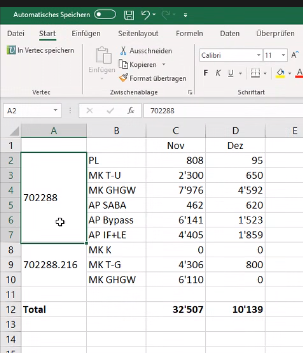 Automatisches Speichern
Datei Start Einfügen Seitenlayout Formeln Daten Überprüfen
In Vertec speichern
Einfügen
Ausschneiden
Kopieren
Format übertragen
Calibri 11
F K U
Vertec Zwischenablage Schriftart
A2 702288
A B C D E
1 Nov Dez
2 PL 808 95
3 MK T-U 2'300 650
4 702288 MK GHGW 7'976 4'592
5 AP SABA 462 620
6 AP Bypass 6'141 1'523
7 AP IF+LE 4'405 1'859
8 MK K 0 0
9 702288.216 MK T-G 4'306 800
10 MK GHGW 6'110 0
11
12 Total 32'507 10'139
13
14
15